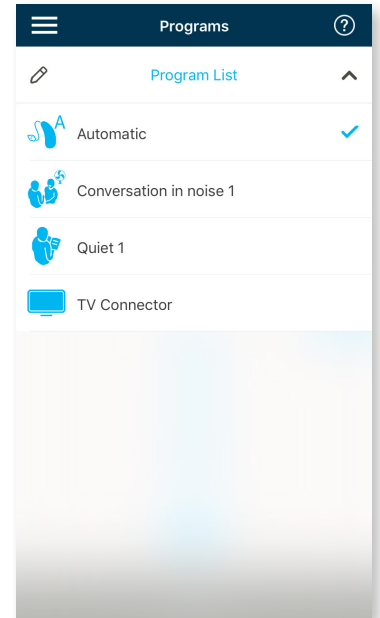 Programs
Program List
Automatic
Conversation in noise 1
Quiet 1
TV Connector